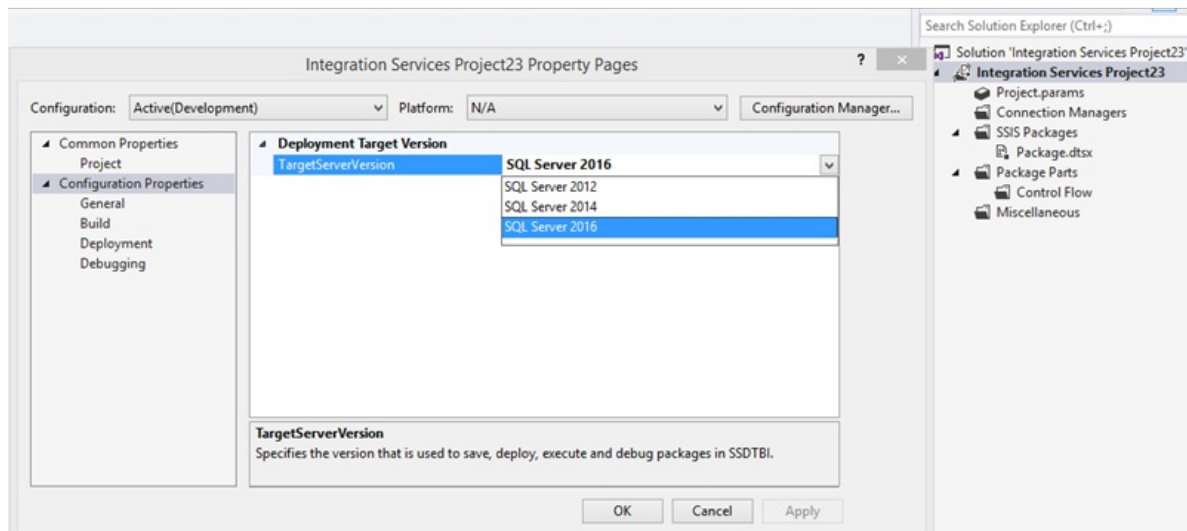 Search Solution Explorer (Ctrl+;)
Solution 'Integration Services Project23'
Integration Services Project23
Project.params
Connection Managers
SSIS Packages
Package.dtsx
Package Parts
Control Flow
Miscellaneous
Integration Services Project23 Property Pages
?
Configuration: Active(Development) Platform: N/A Configuration Manager...
Common Properties
Project
Configuration Properties
General
Build
Deployment
Debugging
Deployment Target Version
TargetServerVersion SQL Server 2016
SQL Server 2012
SQL Server 2014
SQL Server 2016
TargetServerVersion
Specifies the version that is used to save, deploy, execute and debug packages in SSDTBI.
OK Cancel Apply